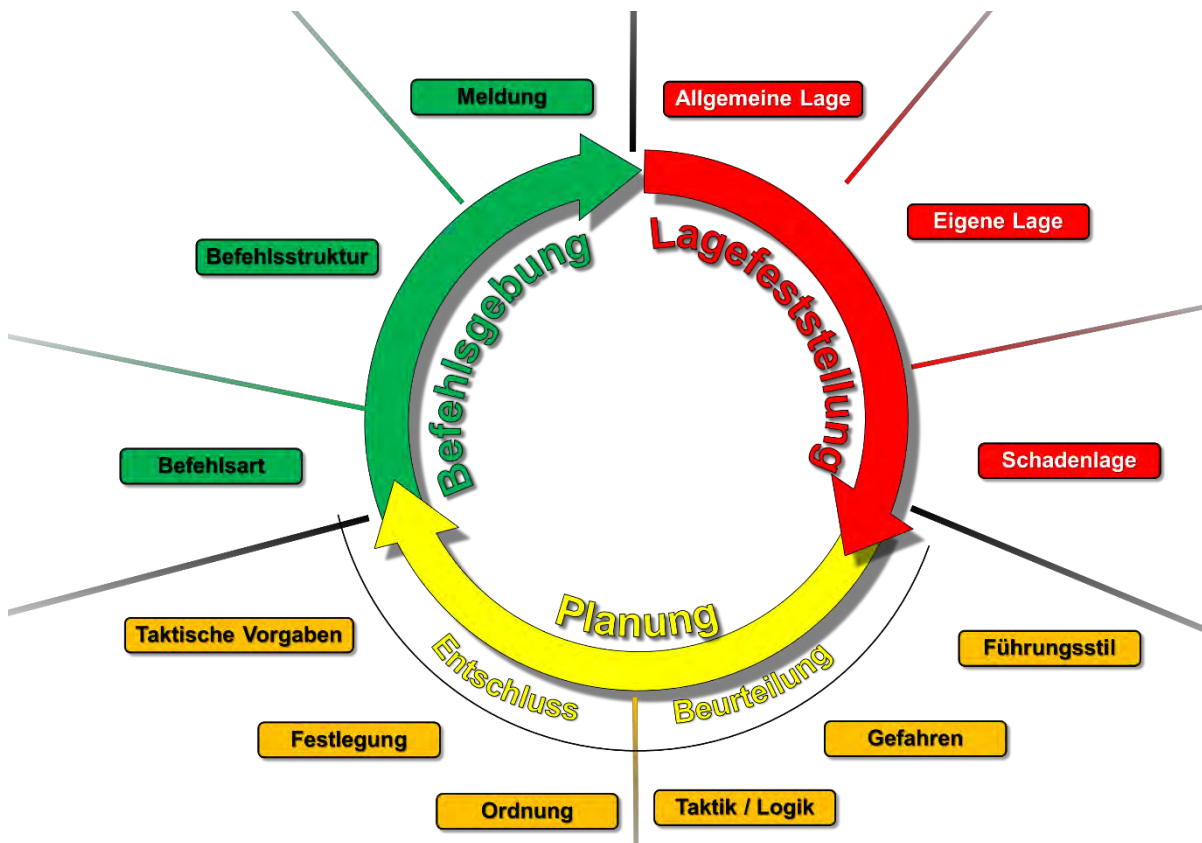 Meldung
Allgemeine Lage
Eigene Lage
Befehlsstruktur
Lagefeststellung
Befehlsgebung
Befehlsart
Schadenlage
Planung
Taktische Vorgaben
Entschluss
Beurteilung
Führungsstil
Festlegung
Gefahren
Ordnung
Taktik / Logik